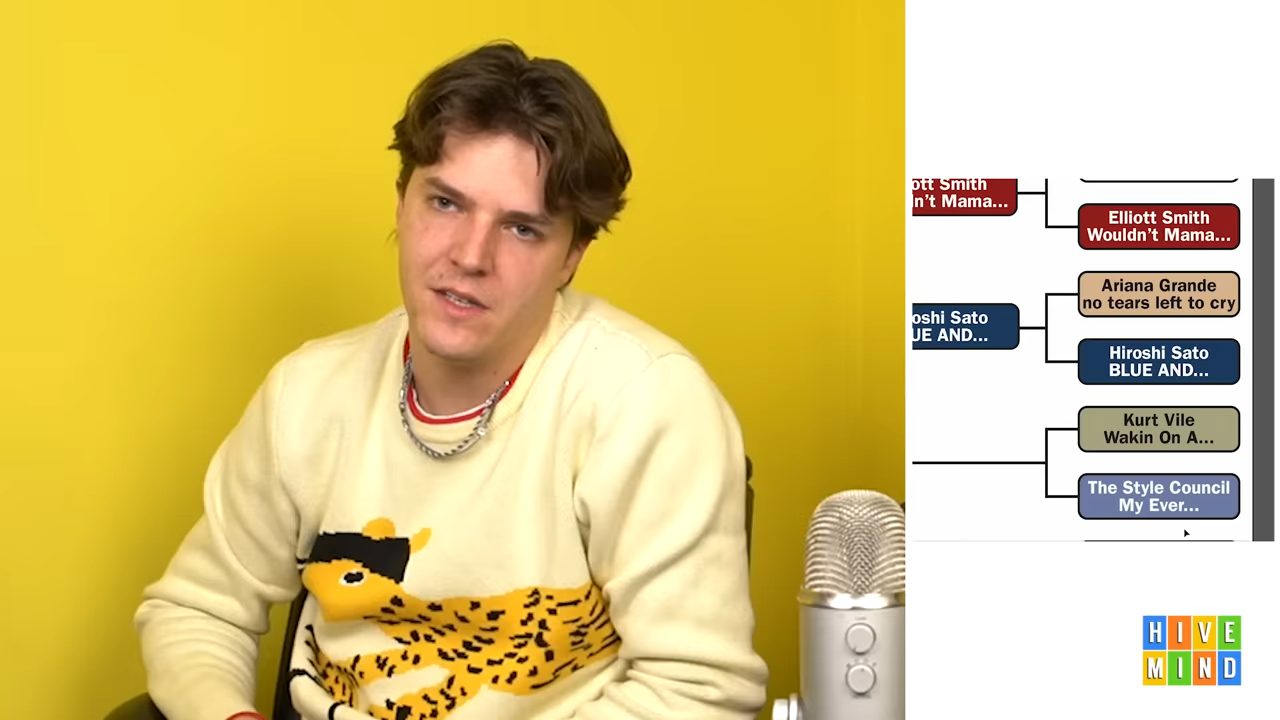 ott Smith
n't Mama...
Elliott Smith
Wouldn't Mama...
Ariana Grande
no tears left to cry
oshi Sato
UE AND...
Hiroshi Sato
BLUE AND...
Kurt Vile
Wakin On A...
The Style Council
My Ever...
HIVE
MIND